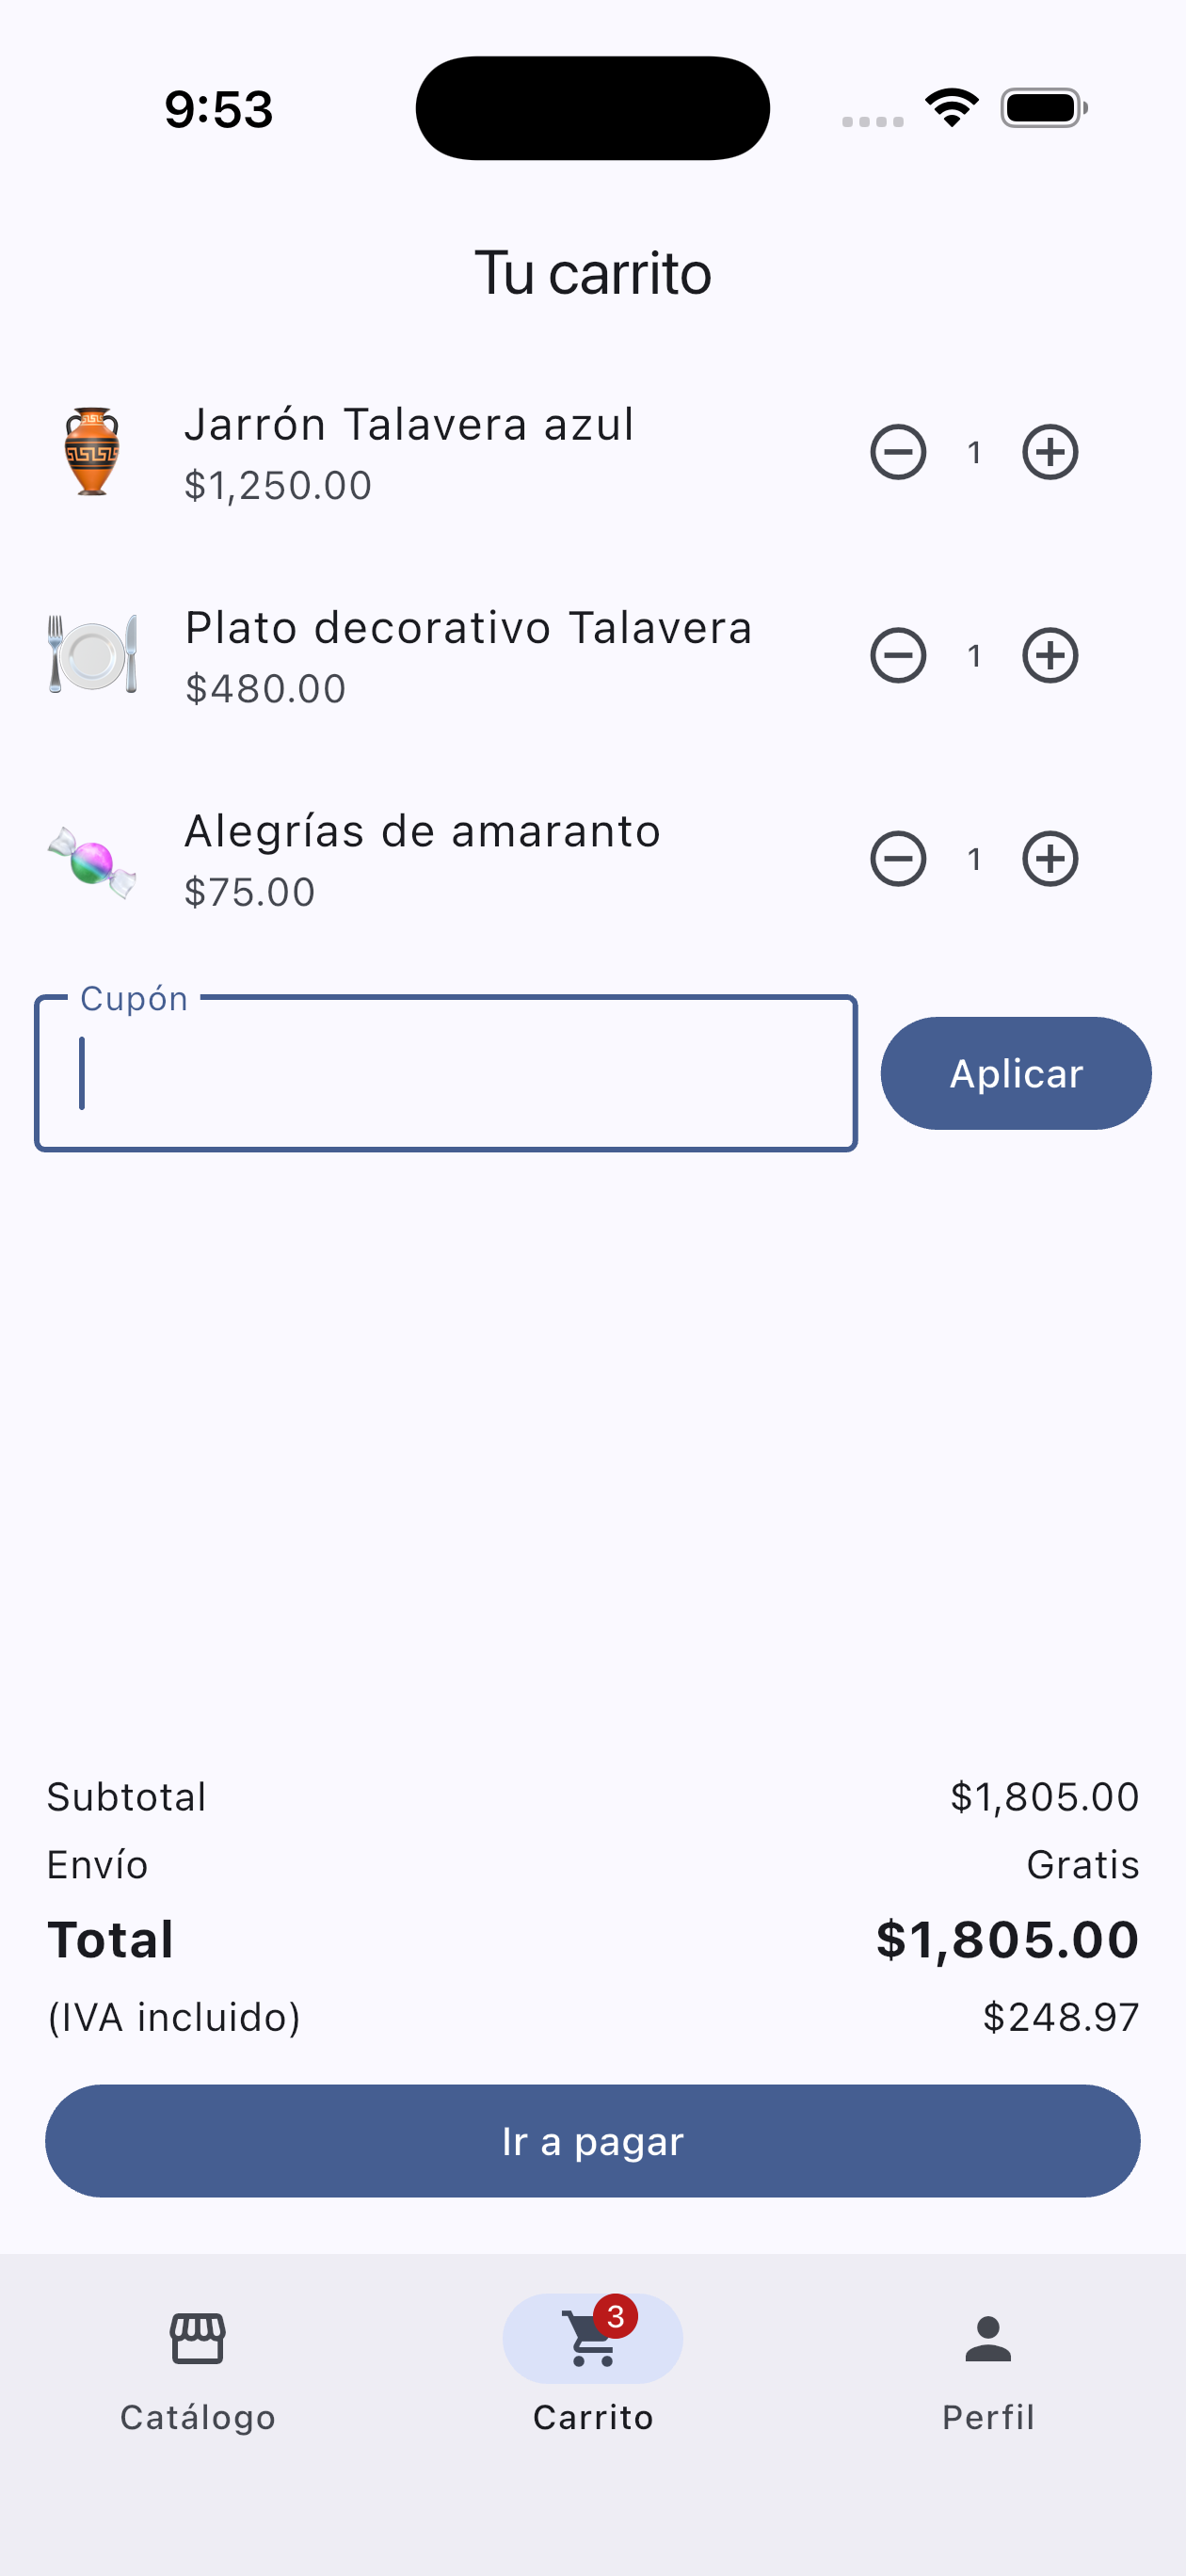 9:53
Tu carrito
Jarrón Talavera azul
$1,250.00
1
Plato decorativo Talavera
$480.00
1
Alegrías de amaranto
$75.00
1
Cupón
Aplicar
Subtotal $1,805.00
Envío Gratis
Total $1,805.00
(IVA incluido) $248.97
Ir a pagar
3
Catálogo Carrito Perfil